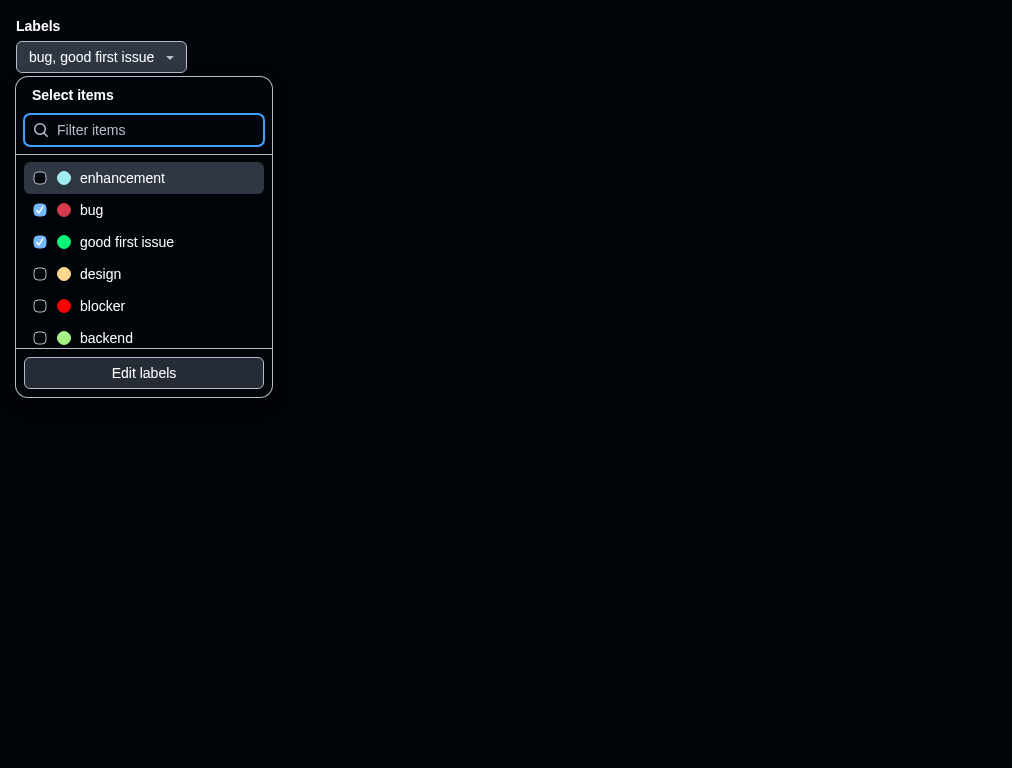 Labels
bug, good first issue
Select items
Filter items
enhancement
bug
good first issue
design
blocker
backend
Edit labels